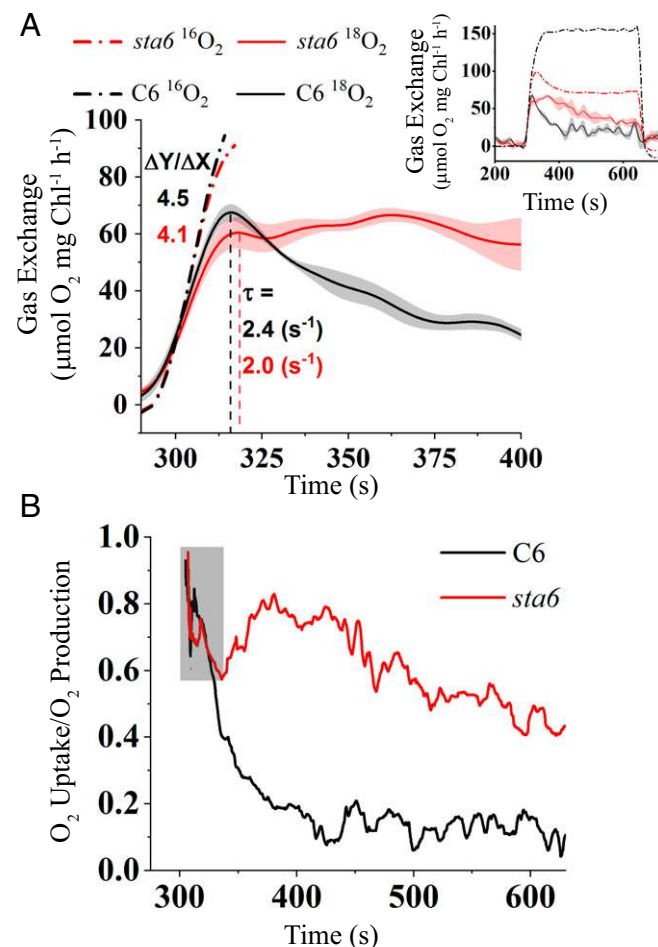 A
sta6 ¹⁶O₂ sta6 ¹⁸O₂
C6 ¹⁶O₂ C6 ¹⁸O₂
Gas Exchange
(µmol O₂ mg Chl⁻¹ h⁻¹)
100
80
60
40
20
0
ΔY/ΔX
4.5
4.1
τ =
2.4 (s⁻¹)
2.0 (s⁻¹)
300 325 350 375 400
Time (s)
Gas Exchange
(µmol O₂ mg Chl⁻¹ h⁻¹)
150
100
50
0
200 400 600
Time (s)
B
O₂ Uptake/O₂ Production
1.0
0.8
0.6
0.4
0.2
0.0
C6
sta6
300 400 500 600
Time (s)